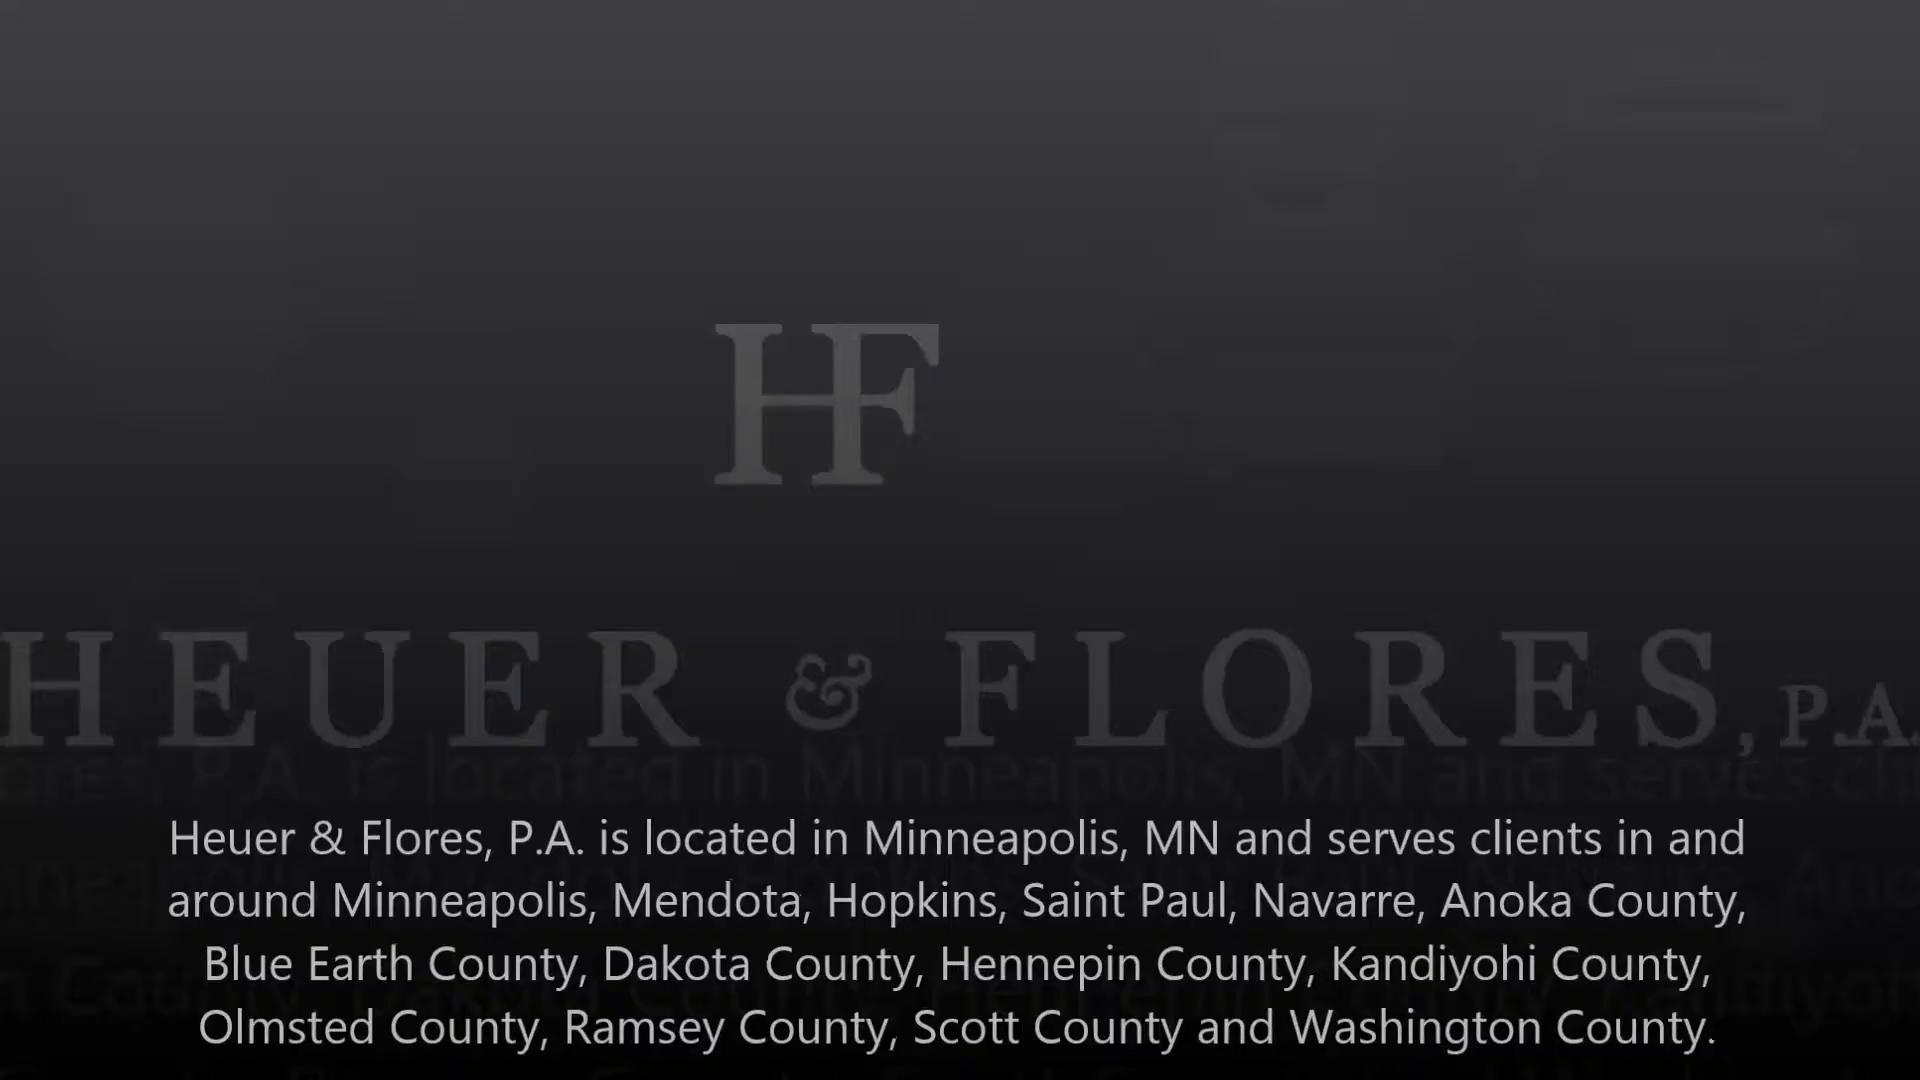 HF
HEUER & FLORES, P.A.
Heuer & Flores, P.A. is located in Minneapolis, MN and serves clients in and
around Minneapolis, Mendota, Hopkins, Saint Paul, Navarre, Anoka County,
Blue Earth County, Dakota County, Hennepin County, Kandiyohi County,
Olmsted County, Ramsey County, Scott County and Washington County.